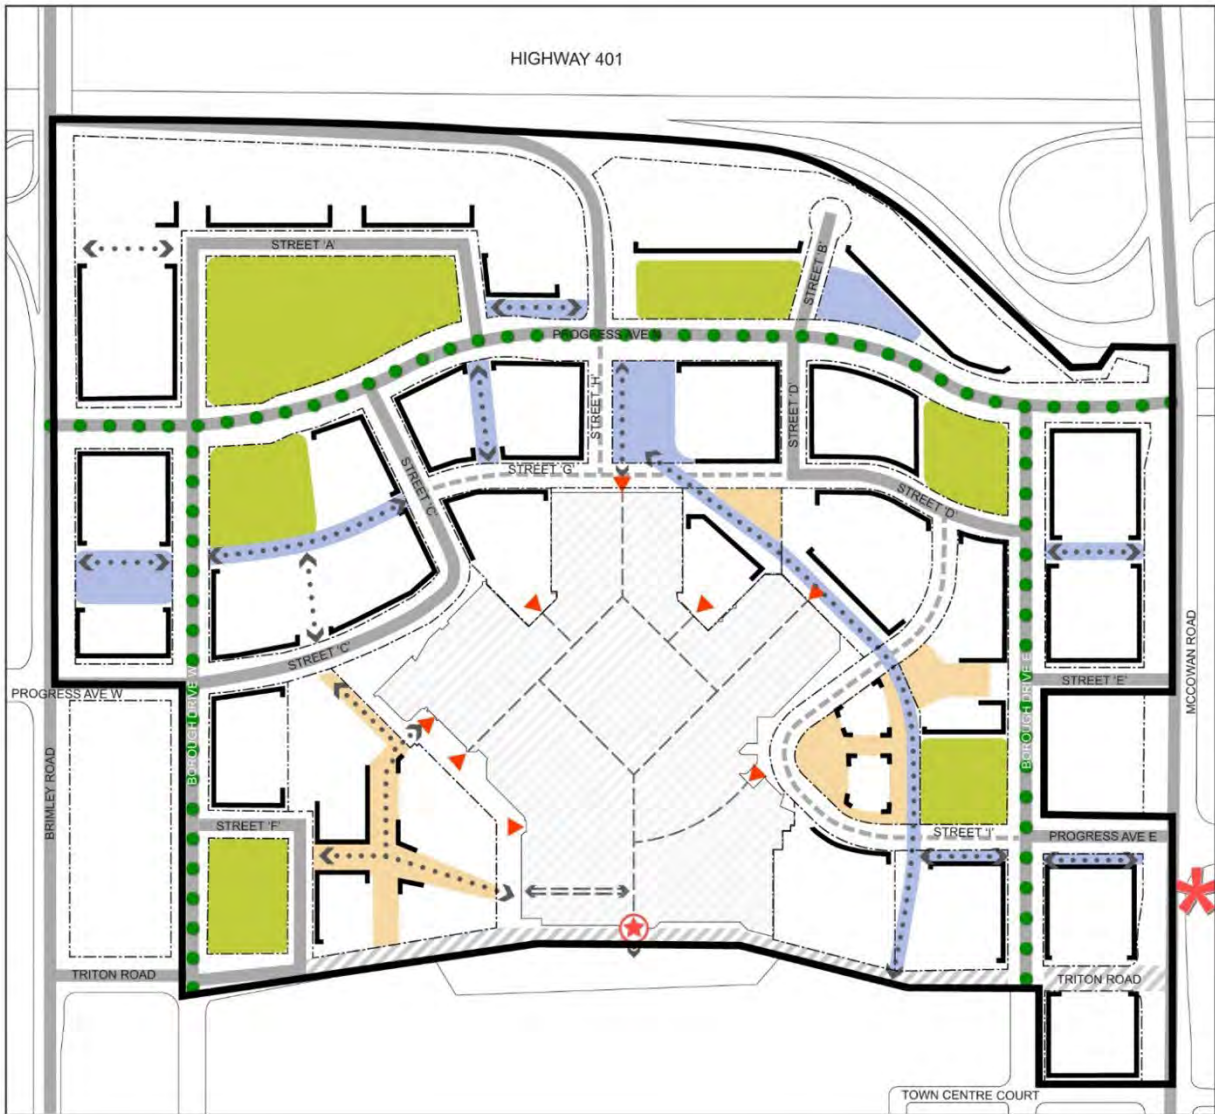 HIGHWAY 401
STREET 'A'
STREET 'B'
PROGRESS AVE N
STREET 'H'
STREET 'D'
STREET 'G'
STREET 'C'
STREET 'D'
STREET 'C'
STREET 'E'
PROGRESS AVE W
BOROUGH DRIVE W
BOROUGH DRIVE E
MCCOWAN ROAD
BRIMLEY ROAD
STREET 'F'
STREET 'I'
PROGRESS AVE E
TRITON ROAD
TRITON ROAD
TOWN CENTRE COURT